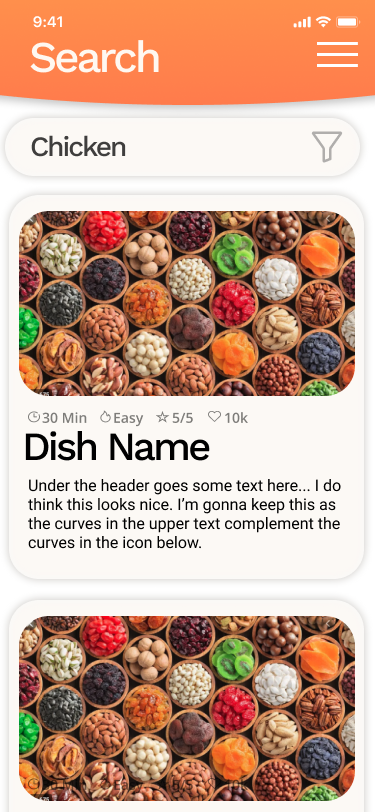 9:41
Search
Chicken
30 Min Easy 5/5 10k
Dish Name
Under the header goes some text here... I do
think this looks nice. I'm gonna keep this as
the curves in the upper text complement the
curves in the icon below.